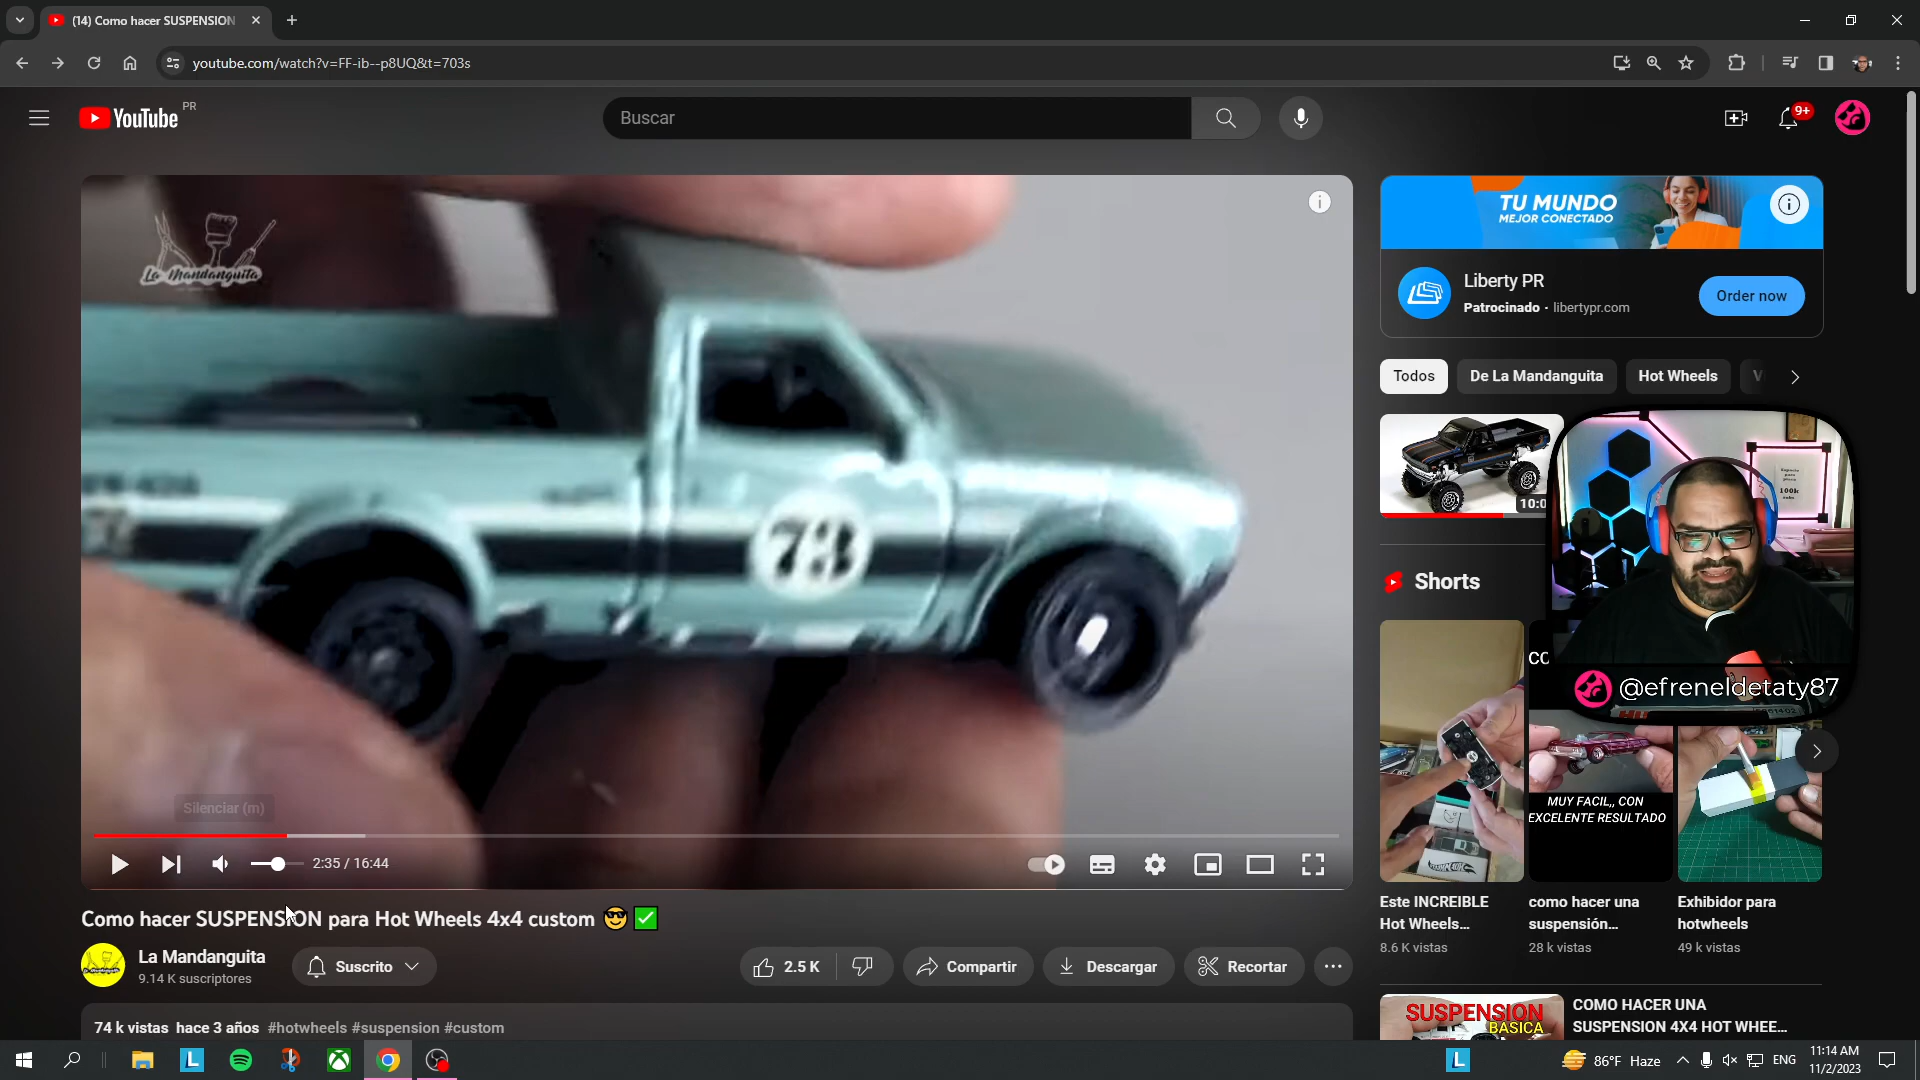 (14) Como hacer SUSPENSION
youtube.com/watch?v=FF-ib--p8UQ&t=703s
YouTube PR
Buscar
9+
La Mandanguita
73
TU MUNDO
MEJOR CONECTADO
Liberty PR
Patrocinado · libertypr.com
Order now
Todos
De La Mandanguita
Hot Wheels
10:0
100k
Shorts
@efreneldetaty87
MUY FACIL,, CON
EXCELENTE RESULTADO
Silenciar (m)
2:35 / 16:44
Este INCREIBLE
Hot Wheels...
8.6 K vistas
como hacer una
suspensión...
28 k vistas
Exhibidor para
hotwheels
49 k vistas
Como hacer SUSPENSION para Hot Wheels 4x4 custom 😎 ✅
La Mandanguita
9.14 K suscriptores
Suscrito
2.5 K
Compartir
Descargar
Recortar
74 k vistas hace 3 años #hotwheels #suspension #custom
SUSPENSION
BASICA
COMO HACER UNA
SUSPENSION 4X4 HOT WHEE...
86°F Haze
ENG
11:14 AM
11/2/2023